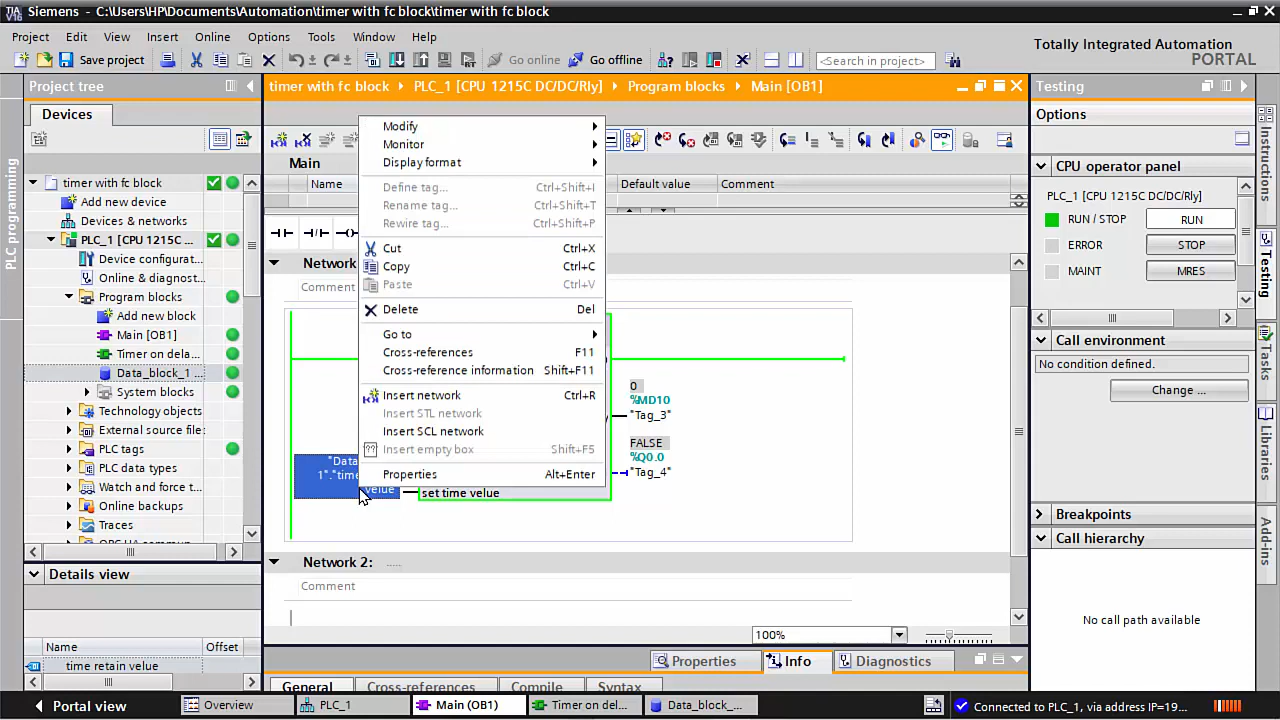 Siemens - C:\Users\HP\Documents\Automation\timer with fc block\timer with fc block
TIA
V16
Project Edit View Insert Online Options Tools Window Help
Totally Integrated Automation
PORTAL
Save project
Go online
Go offline
<Search in project>
Project tree
timer with fc block
PLC_1 [CPU 1215C DC/DC/Rly]
Program blocks
Main [OB1]
Testing
Devices
Options
PLC programming
timer with fc block
Add new device
Devices & networks
PLC_1 [CPU 1215C ...
Device configurat...
Online & diagnost...
Program blocks
Add new block
Main [OB1]
Timer on dela...
Data_block_1 ...
System blocks
Technology objects
External source file:
PLC tags
PLC data types
Watch and force t
Online backups
Traces
Details view
Name
Offset
time retain value
Main
Name
Default value
Comment
Network
Comment
Modify
Monitor
Display format
Define tag... Ctrl+Shift+I
Rename tag... Ctrl+Shift+T
Rewire tag... Ctrl+Shift+P
Cut Ctrl+X
Copy Ctrl+C
Paste Ctrl+V
Delete Del
Go to
Cross-references F11
Cross-reference information Shift+F11
Insert network Ctrl+R
Insert STL network
Insert SCL network
Insert empty box Shift+F5
Properties Alt+Enter
0
%MD10
"Tag_3"
FALSE
%Q0.0
"Tag_4"
"Data
1"."time
value
set time velue
Network 2: .....
Comment
100%
Properties
Info
Diagnostics
General
Cross-references
Compile
Syntax
CPU operator panel
PLC_1 [CPU 1215C DC/DC/Rly]
RUN / STOP RUN
ERROR STOP
MAINT MRES
Call environment
No condition defined.
Change ...
Breakpoints
Call hierarchy
No call path available
Instructions
Testing
Tasks
Libraries
Add-ins
Portal view
Overview
PLC_1
Main (OB1)
Timer on del...
Data_block_...
Connected to PLC_1, via address IP=19...